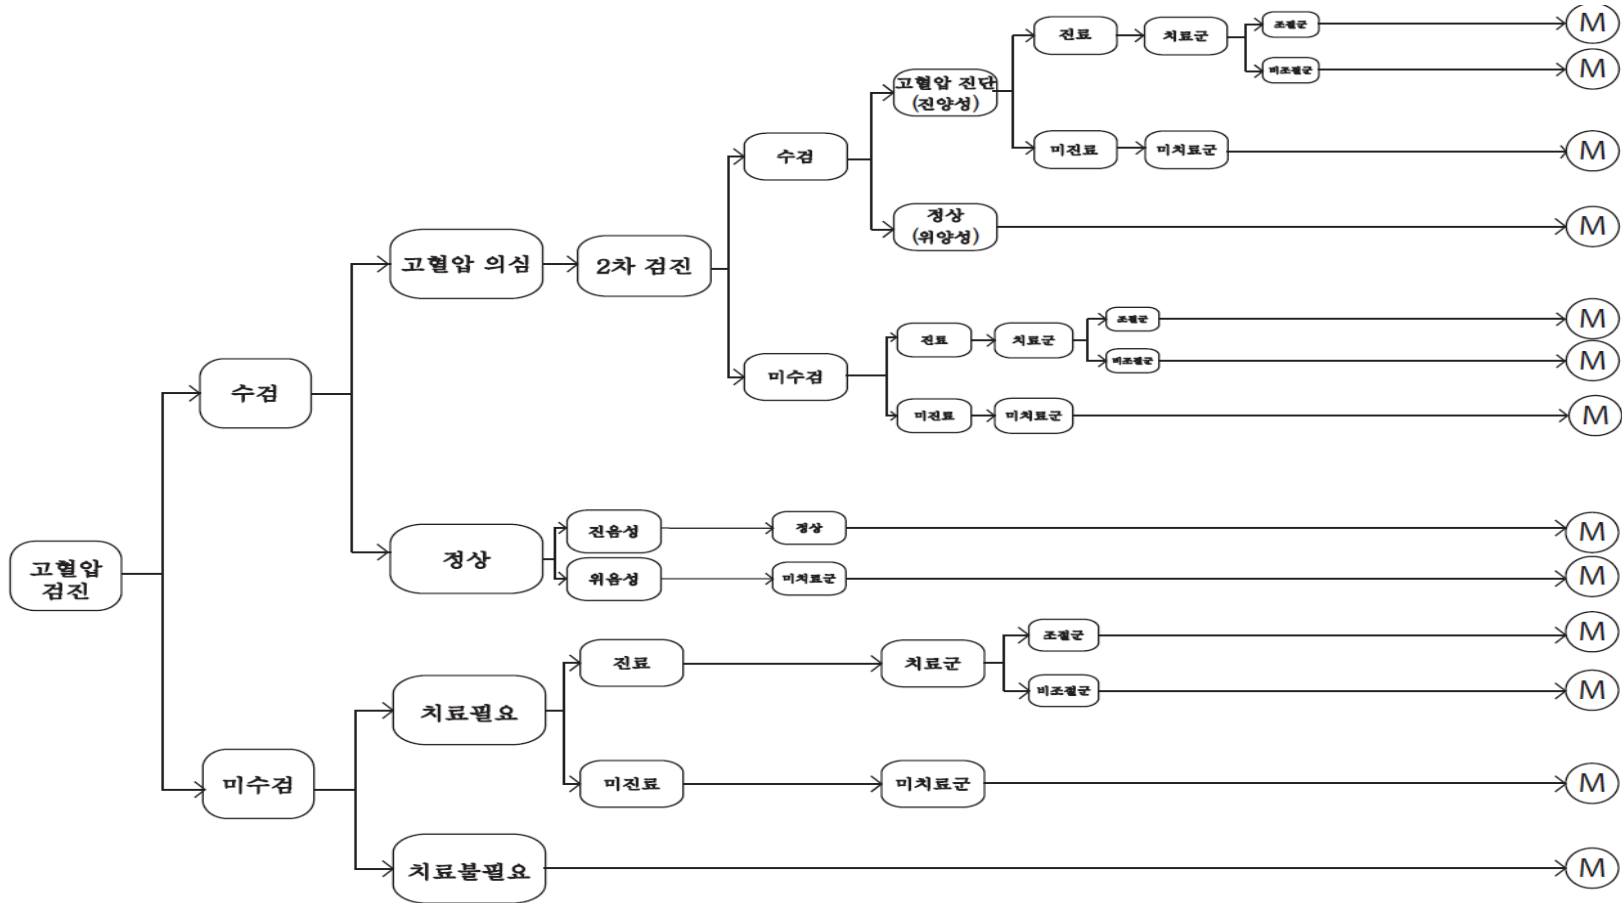 진료
치료군
조절군
M
비조절군
M
고혈압 진단
(진양성)
미진료
미치료군
M
수검
정상
(위양성)
M
고혈압 의심
2차 검진
진료
치료군
조절군
M
비조절군
M
미수검
미진료
미치료군
M
수검
진음성
정상
M
정상
위음성
미치료군
M
고혈압
검진
진료
치료군
조절군
M
비조절군
M
치료필요
미진료
미치료군
M
미수검
치료불필요
M